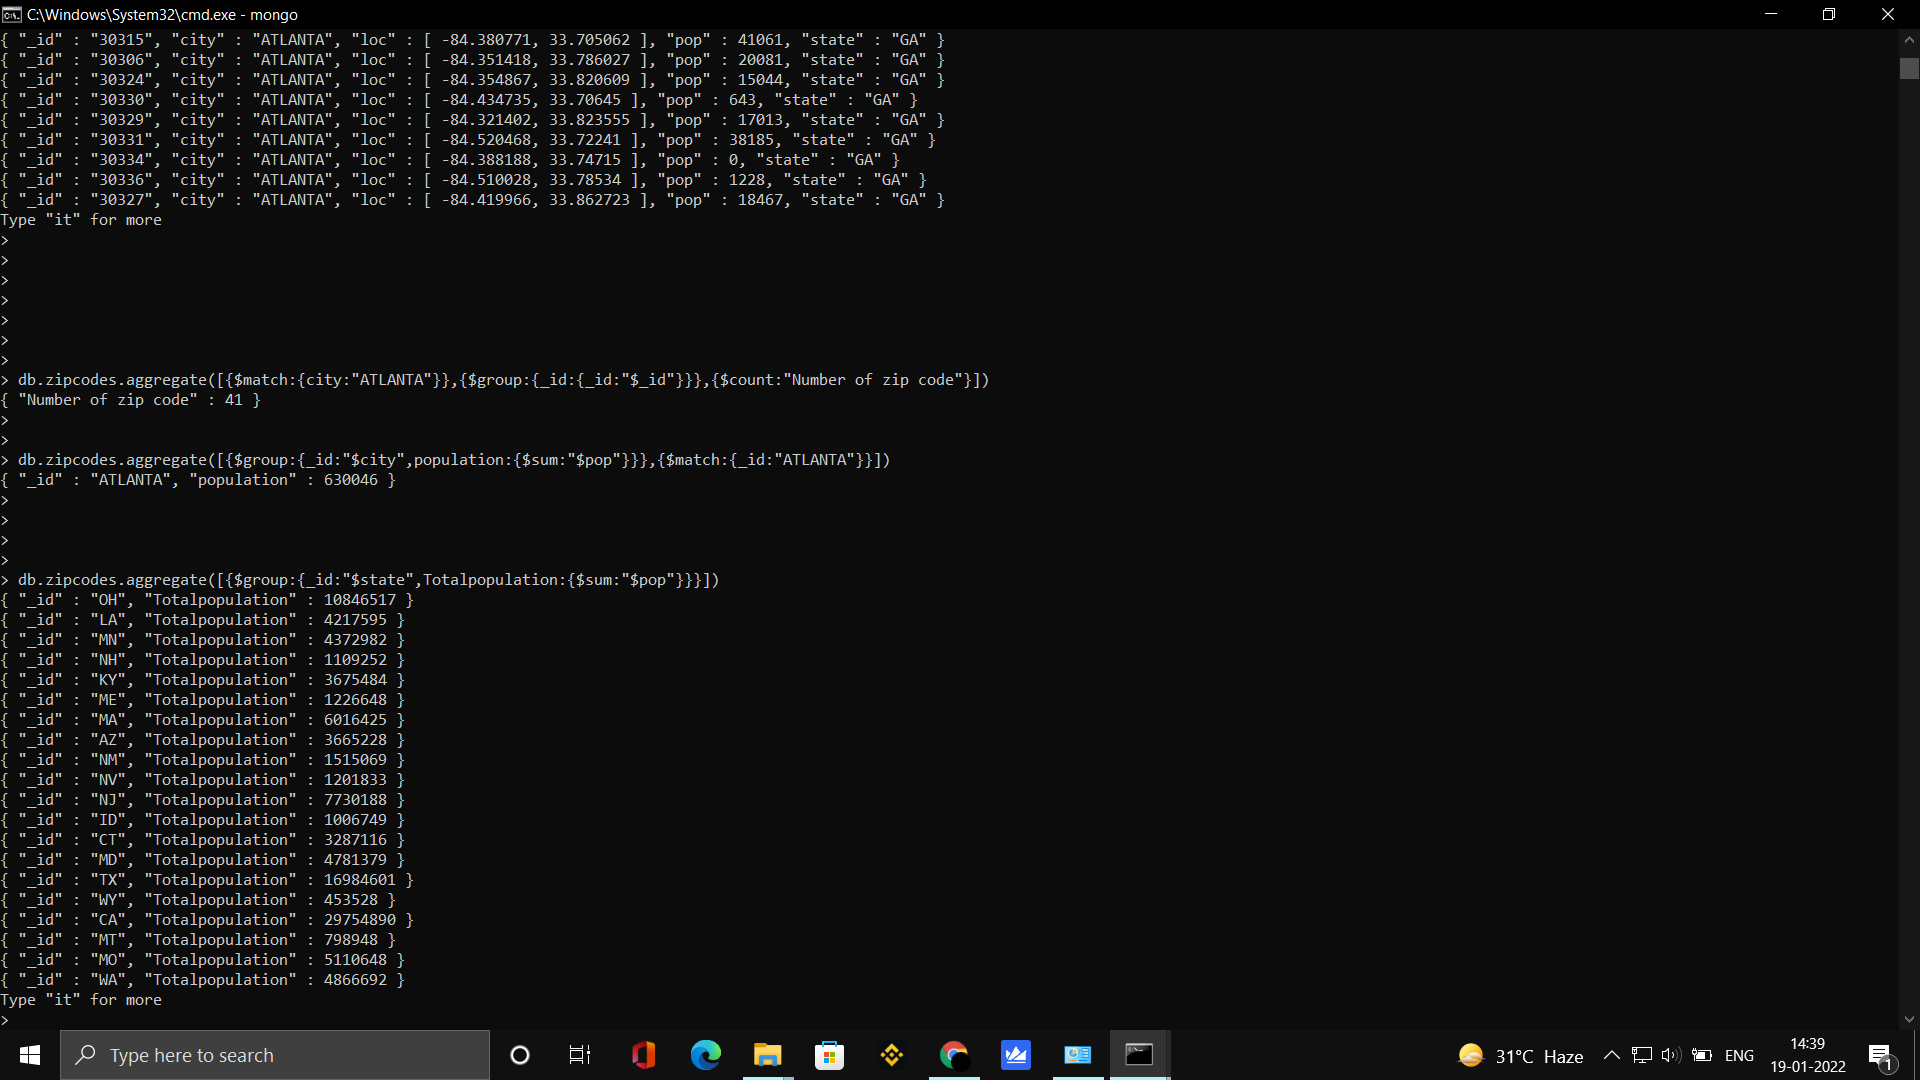 C:\Windows\System32\cmd.exe - mongo
{ "_id" : "30315", "city" : "ATLANTA", "loc" : [ -84.380771, 33.705062 ], "pop" : 41061, "state" : "GA" }
{ "_id" : "30306", "city" : "ATLANTA", "loc" : [ -84.351418, 33.786027 ], "pop" : 20081, "state" : "GA" }
{ "_id" : "30324", "city" : "ATLANTA", "loc" : [ -84.354867, 33.820609 ], "pop" : 15044, "state" : "GA" }
{ "_id" : "30330", "city" : "ATLANTA", "loc" : [ -84.434735, 33.70645 ], "pop" : 643, "state" : "GA" }
{ "_id" : "30329", "city" : "ATLANTA", "loc" : [ -84.321402, 33.823555 ], "pop" : 17013, "state" : "GA" }
{ "_id" : "30331", "city" : "ATLANTA", "loc" : [ -84.520468, 33.72241 ], "pop" : 38185, "state" : "GA" }
{ "_id" : "30334", "city" : "ATLANTA", "loc" : [ -84.388188, 33.74715 ], "pop" : 0, "state" : "GA" }
{ "_id" : "30336", "city" : "ATLANTA", "loc" : [ -84.510028, 33.78534 ], "pop" : 1228, "state" : "GA" }
{ "_id" : "30327", "city" : "ATLANTA", "loc" : [ -84.419966, 33.862723 ], "pop" : 18467, "state" : "GA" }
Type "it" for more
>
>
>
>
>
>
>
> db.zipcodes.aggregate([{$match:{city:"ATLANTA"}},{$group:{_id:{_id:"$_id"}}},{$count:"Number of zip code"}])
{ "Number of zip code" : 41 }
>
>
> db.zipcodes.aggregate([{$group:{_id:"$city",population:{$sum:"$pop"}}},{$match:{_id:"ATLANTA"}}])
{ "_id" : "ATLANTA", "population" : 630046 }
>
>
>
>
> db.zipcodes.aggregate([{$group:{_id:"$state",Totalpopulation:{$sum:"$pop"}}}])
{ "_id" : "OH", "Totalpopulation" : 10846517 }
{ "_id" : "LA", "Totalpopulation" : 4217595 }
{ "_id" : "MN", "Totalpopulation" : 4372982 }
{ "_id" : "NH", "Totalpopulation" : 1109252 }
{ "_id" : "KY", "Totalpopulation" : 3675484 }
{ "_id" : "ME", "Totalpopulation" : 1226648 }
{ "_id" : "MA", "Totalpopulation" : 6016425 }
{ "_id" : "AZ", "Totalpopulation" : 3665228 }
{ "_id" : "NM", "Totalpopulation" : 1515069 }
{ "_id" : "NV", "Totalpopulation" : 1201833 }
{ "_id" : "NJ", "Totalpopulation" : 7730188 }
{ "_id" : "ID", "Totalpopulation" : 1006749 }
{ "_id" : "CT", "Totalpopulation" : 3287116 }
{ "_id" : "MD", "Totalpopulation" : 4781379 }
{ "_id" : "TX", "Totalpopulation" : 16984601 }
{ "_id" : "WY", "Totalpopulation" : 453528 }
{ "_id" : "CA", "Totalpopulation" : 29754890 }
{ "_id" : "MT", "Totalpopulation" : 798948 }
{ "_id" : "MO", "Totalpopulation" : 5110648 }
{ "_id" : "WA", "Totalpopulation" : 4866692 }
Type "it" for more
>
Type here to search
31°C Haze
ENG
14:39
19-01-2022
1